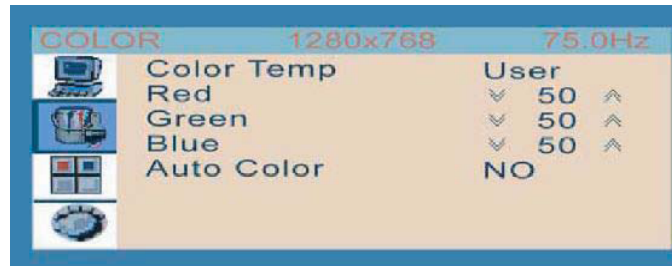 COLOR 1280x768 75.0Hz
Color Temp User
Red 50
Green 50
Blue 50
Auto Color NO